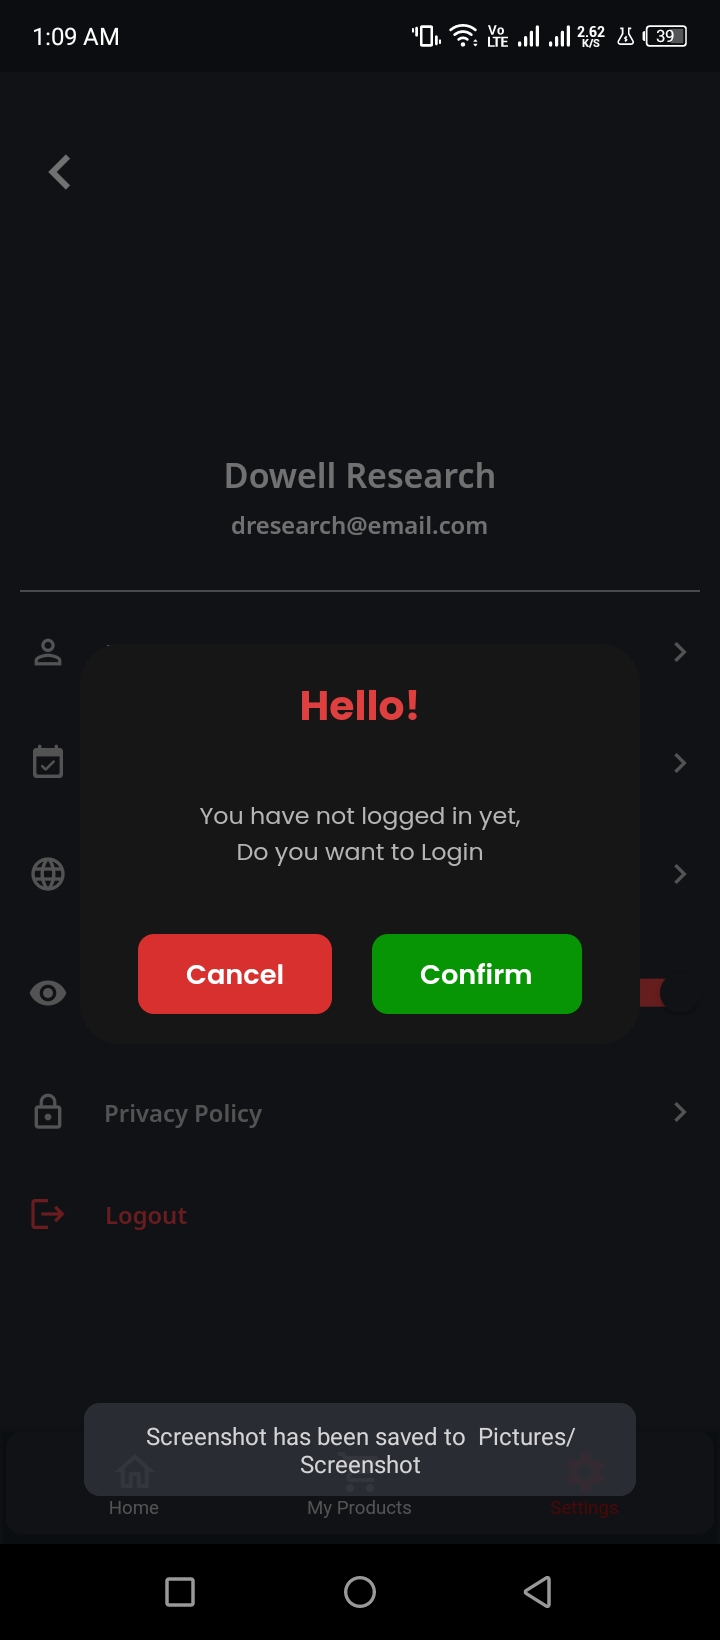 1:09 AM
Vo
LTE
2.62
K/S
39
Dowell Research
dresearch@email.com
Hello!
You have not logged in yet,
Do you want to Login
Cancel
Confirm
Privacy Policy
Logout
Screenshot has been saved to  Pictures/
Screenshot
Home
My Products
Settings